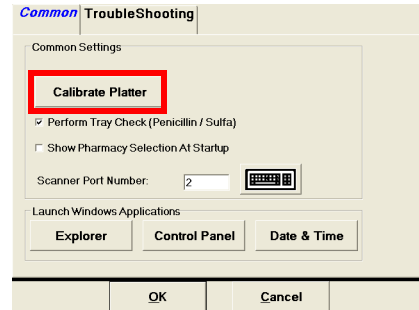 Common TroubleShooting
Common Settings
Calibrate Platter
Perform Tray Check (Penicillin / Sulfa)
Show Pharmacy Selection At Startup
Scanner Port Number: 2
Launch Windows Applications
Explorer Control Panel Date & Time
OK Cancel